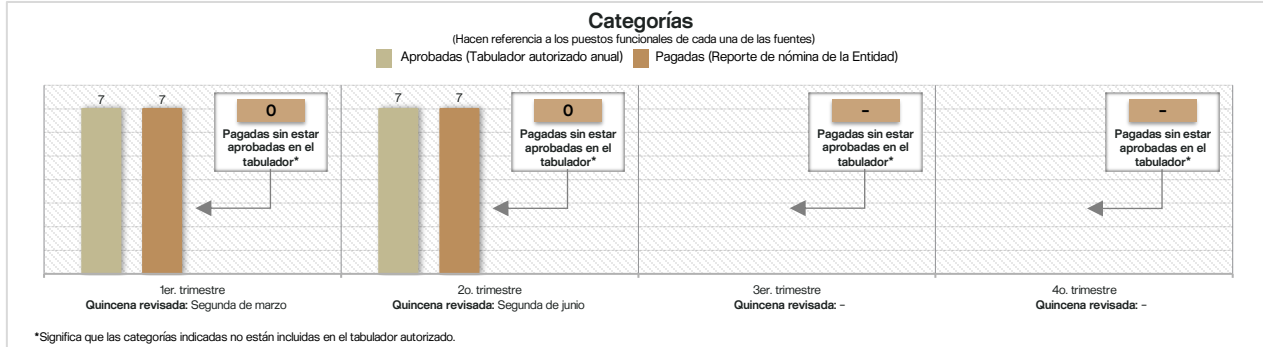 Categorías
(Hacen referencia a los puestos funcionales de cada una de las fuentes)
Aprobadas (Tabulador autorizado anual) Pagadas (Reporte de nómina de la Entidad)
7 7
0
Pagadas sin estar
aprobadas en el
tabulador*
7 7
0
Pagadas sin estar
aprobadas en el
tabulador*
-
Pagadas sin estar
aprobadas en el
tabulador*
-
Pagadas sin estar
aprobadas en el
tabulador*
1er. trimestre
Quincena revisada: Segunda de marzo
2o. trimestre
Quincena revisada: Segunda de junio
3er. trimestre
Quincena revisada: -
4o. trimestre
Quincena revisada: -
*Significa que las categorías indicadas no están incluidas en el tabulador autorizado.